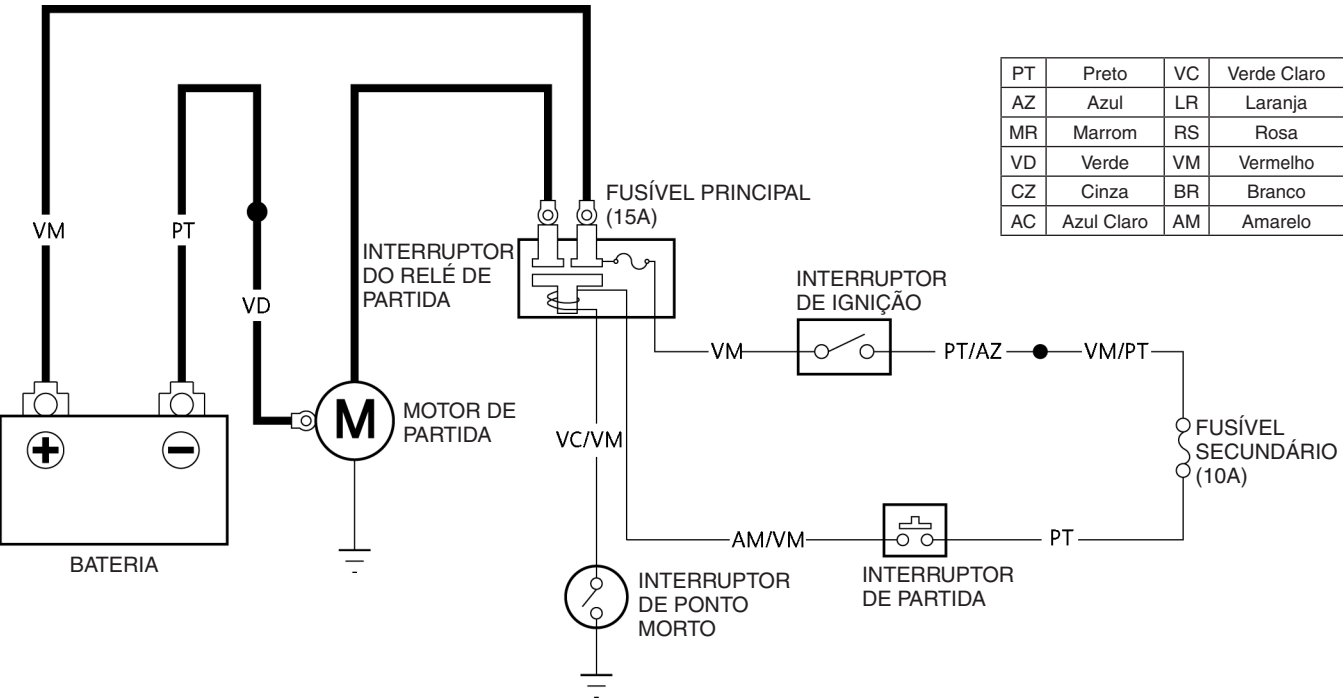 PT Preto VC Verde Claro
AZ Azul LR Laranja
MR Marrom RS Rosa
VD Verde VM Vermelho
CZ Cinza BR Branco
AC Azul Claro AM Amarelo
FUSÍVEL PRINCIPAL
(15A)
VM
PT
INTERRUPTOR
DO RELÉ DE
PARTIDA
VD
INTERRUPTOR
DE IGNIÇÃO
VM
PT/AZ
VM/PT
M
MOTOR DE
PARTIDA
VC/VM
FUSÍVEL
SECUNDÁRIO
(10A)
+
−
BATERIA
AM/VM
PT
INTERRUPTOR
DE PARTIDA
INTERRUPTOR
DE PONTO
MORTO